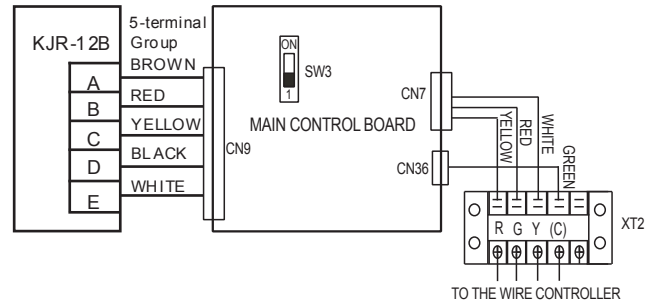 KJR-12B
5-terminal
Group
A BROWN
B RED
C YELLOW
D BLACK
E WHITE
CN9
ON
1
SW3
MAIN CONTROL BOARD
CN7
CN36
YELLOW
RED
WHITE
GREEN
R G Y (C)
XT2
TO THE WIRE CONTROLLER